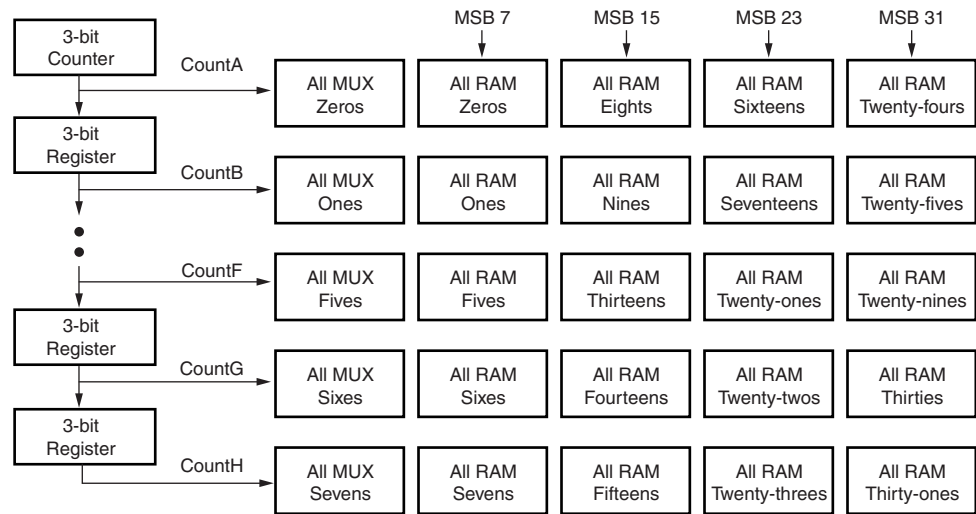 MSB 7
MSB 15
MSB 23
MSB 31
3-bit
Counter
CountA
All MUX
Zeros
All RAM
Zeros
All RAM
Eights
All RAM
Sixteens
All RAM
Twenty-fours
3-bit
Register
CountB
All MUX
Ones
All RAM
Ones
All RAM
Nines
All RAM
Seventeens
All RAM
Twenty-fives
CountF
All MUX
Fives
All RAM
Fives
All RAM
Thirteens
All RAM
Twenty-ones
All RAM
Twenty-nines
3-bit
Register
CountG
All MUX
Sixes
All RAM
Sixes
All RAM
Fourteens
All RAM
Twenty-twos
All RAM
Thirties
3-bit
Register
CountH
All MUX
Sevens
All RAM
Sevens
All RAM
Fifteens
All RAM
Twenty-threes
All RAM
Thirty-ones